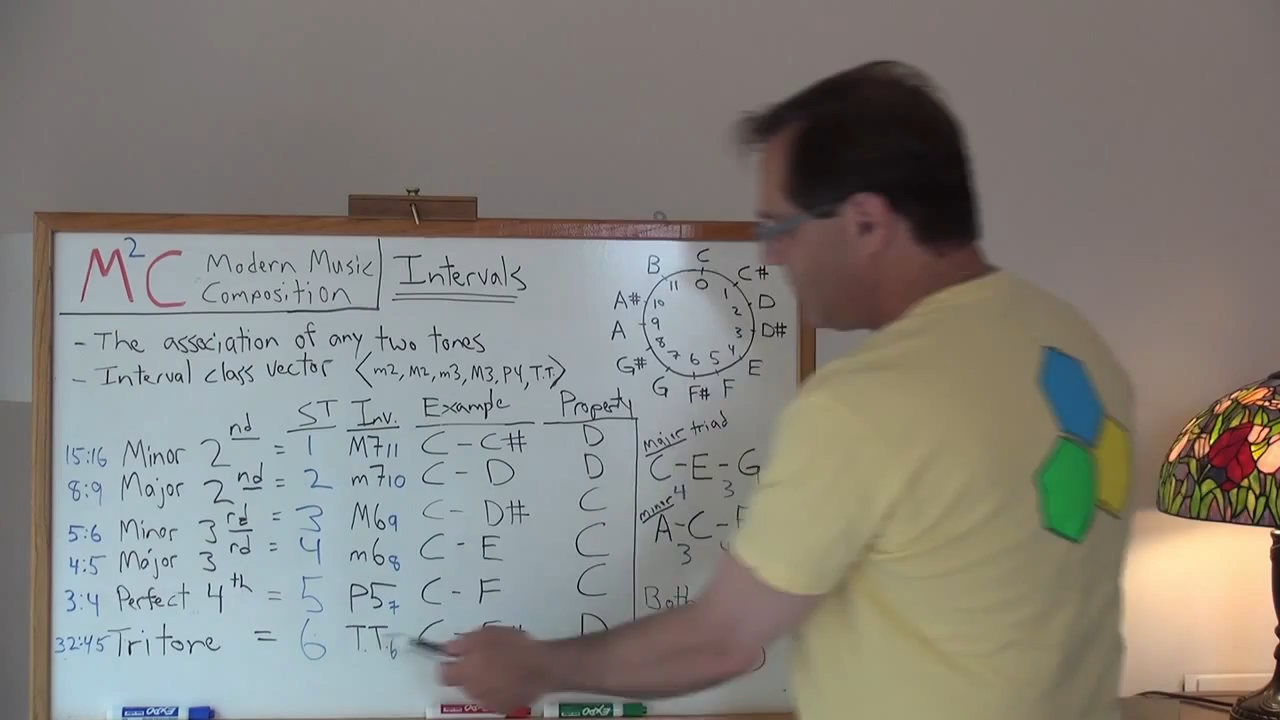 M²C Modern Music Composition Intervals
- The association of any two tones
- Interval class vector <m2, M2, m3, M3, P4, T.T.>
ST Inv. Example Property
15:16 Minor 2nd = 1 M7 11 C - C# D
8:9 Major 2nd = 2 m7 10 C - D D
5:6 Minor 3rd = 3 M6 9 C - D# C
4:5 Major 3rd = 4 m6 8 C - E C
3:4 Perfect 4th = 5 P5 7 C - F C
32:45 Tritone = 6 T.T. 6 D
C C# D D# E F F# G G# A A# B
0 1 2 3 4 5 6 7 8 9 10 11
major triad
C - E - G
4 3
minor
A - C -
3
EXPO
EXPO
EXPO